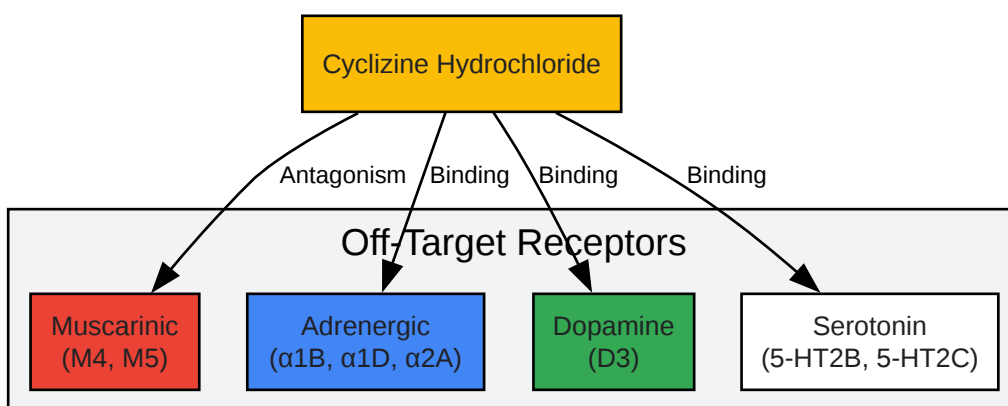 Cyclizine Hydrochloride
Antagonism
Binding
Binding
Binding
Off-Target Receptors
Muscarinic
(M4, M5)
Adrenergic
(α1B, α1D, α2A)
Dopamine
(D3)
Serotonin
(5-HT2B, 5-HT2C)